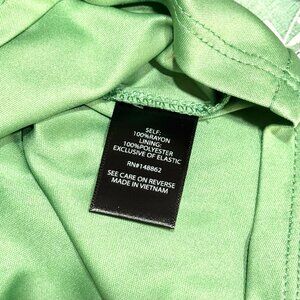 SELF:
100%RAYON
LINING:
100%POLYESTER
EXCLUSIVE OF ELASTIC
RN#148862
SEE CARE ON REVERSE
MADE IN VIETNAM